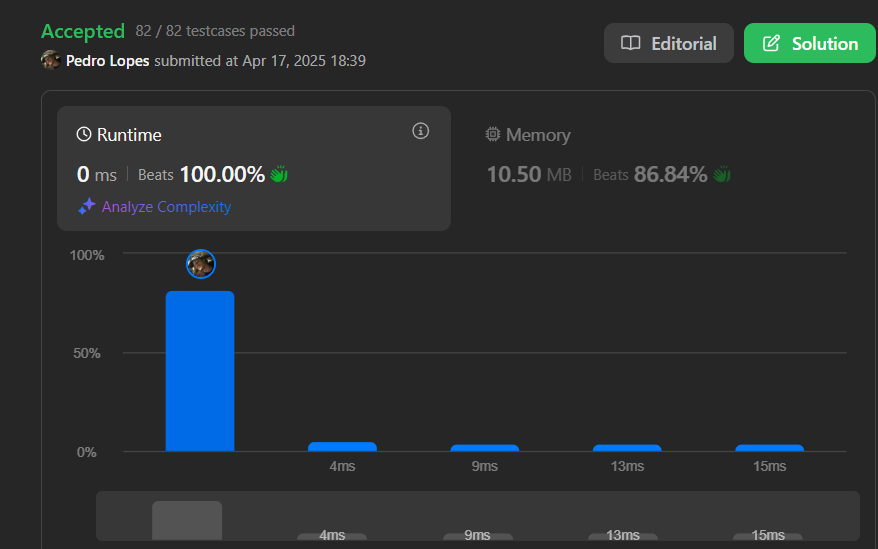 Accepted 82 / 82 testcases passed
Editorial
Solution
Pedro Lopes submitted at Apr 17, 2025 18:39
Runtime
Memory
0 ms Beats 100.00%
10.50 MB Beats 86.84%
Analyze Complexity
100%
50%
0%
4ms 9ms 13ms 15ms
4ms 9ms 13ms 15ms